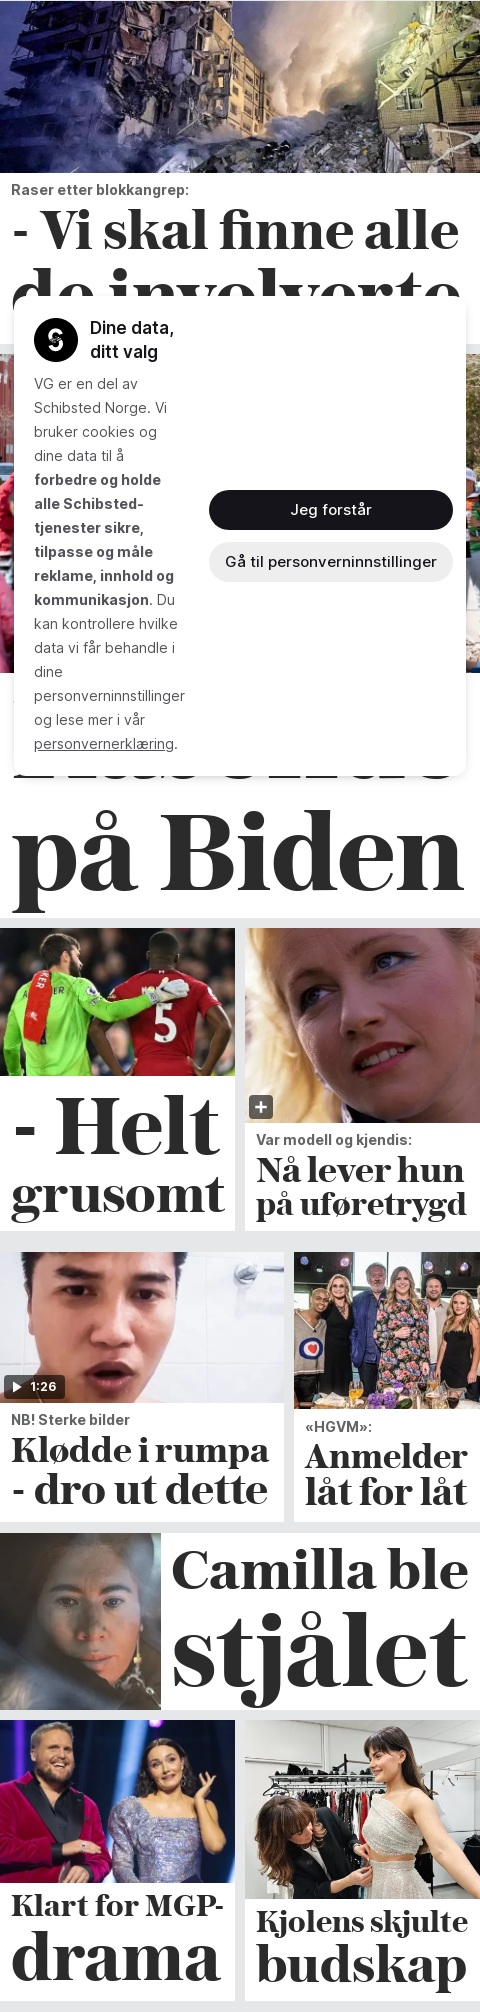 Raser etter blokkangrep:
- Vi skal finne alle
de involverte
Dine data,
ditt valg
VG er en del av
Schibsted Norge. Vi
bruker cookies og
dine data til å
forbedre og holde
alle Schibsted-
tjenester sikre,
tilpasse og måle
reklame, innhold og
kommunikasjon. Du
kan kontrollere hvilke
data vi får behandle i
dine
personverninnstillinger
og lese mer i vår
personvernerklæring.
Jeg forstår
Gå til personverninnstillinger
på Biden
- Helt
grusomt
Var modell og kjendis:
Nå lever hun
på uføretrygd
1:26
NB! Sterke bilder
Klødde i rumpa
- dro ut dette
«HGVM»:
Anmelder
låt for låt
Camilla ble
stjålet
Klart for MGP-
drama
Kjolens skjulte
budskap